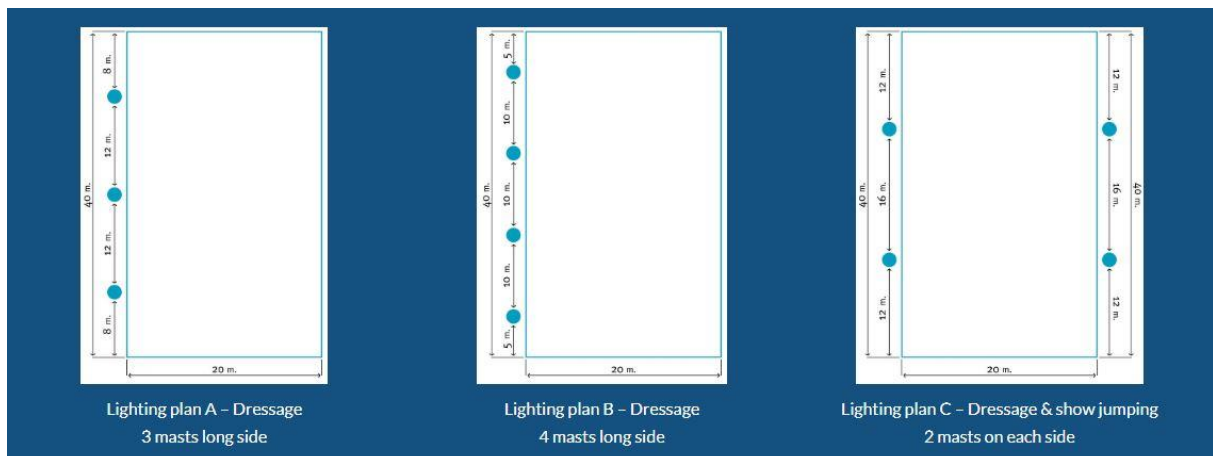 8 m.
12 m.
40 m.
12 m.
8 m.
20 m.
Lighting plan A – Dressage
3 masts long side
5 m.
10 m.
40 m.
10 m.
10 m.
5 m.
20 m.
Lighting plan B – Dressage
4 masts long side
12 m.
40 m.
16 m.
12 m.
12 m.
16 m.
40 m.
12 m.
20 m.
Lighting plan C – Dressage & show jumping
2 masts on each side